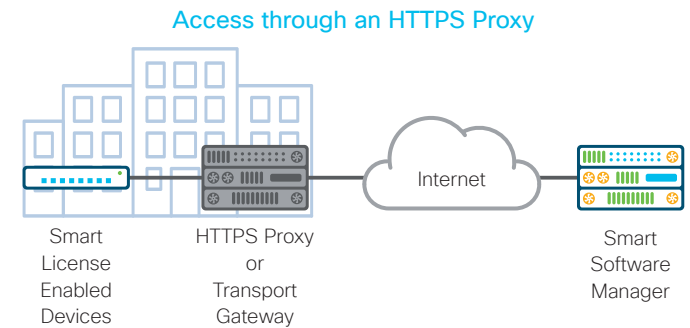 Access through an HTTPS Proxy
Internet
Smart
License
Enabled
Devices
HTTPS Proxy
or
Transport
Gateway
Smart
Software
Manager